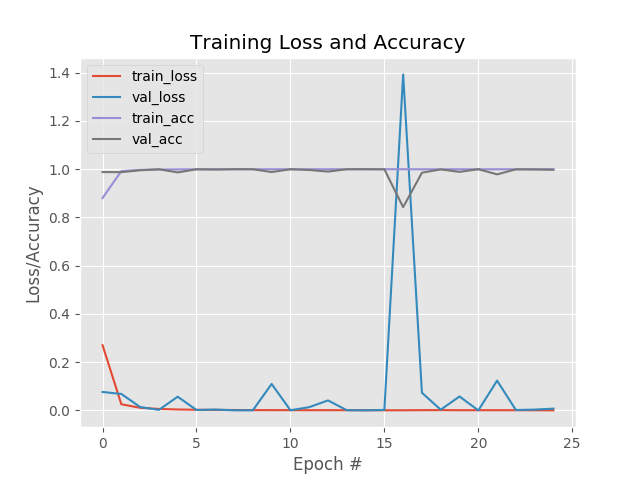 Training Loss and Accuracy
train_loss
val_loss
train_acc
val_acc
1.4
1.2
1.0
0.8
0.6
0.4
0.2
0.0
Loss/Accuracy
0 5 10 15 20 25
Epoch #